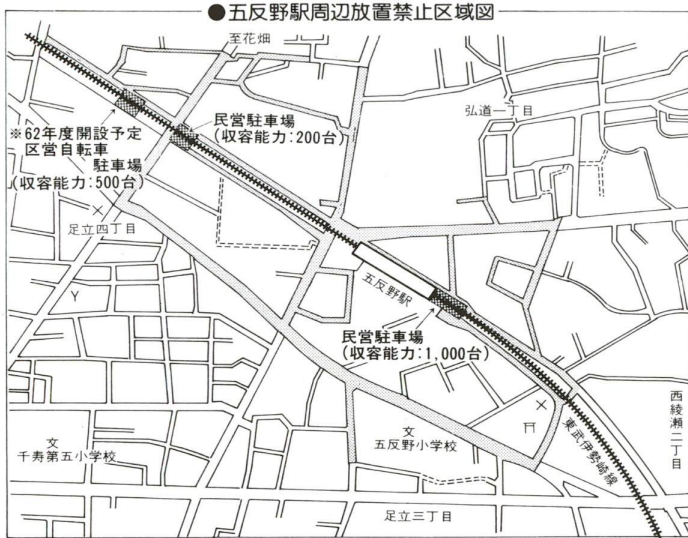 ●五反野駅周辺放置禁止区域図
至花畑
弘道一丁目
民営駐車場
(収容能力:200台)
※62年度開設予定
区営自転車
駐車場
(収容能力:500台)
足立四丁目
五反野駅
民営駐車場
(収容能力:1,000台)
文
千寿第五小学校
文
五反野小学校
東武伊勢崎線
西綾瀬二丁目
足立三丁目